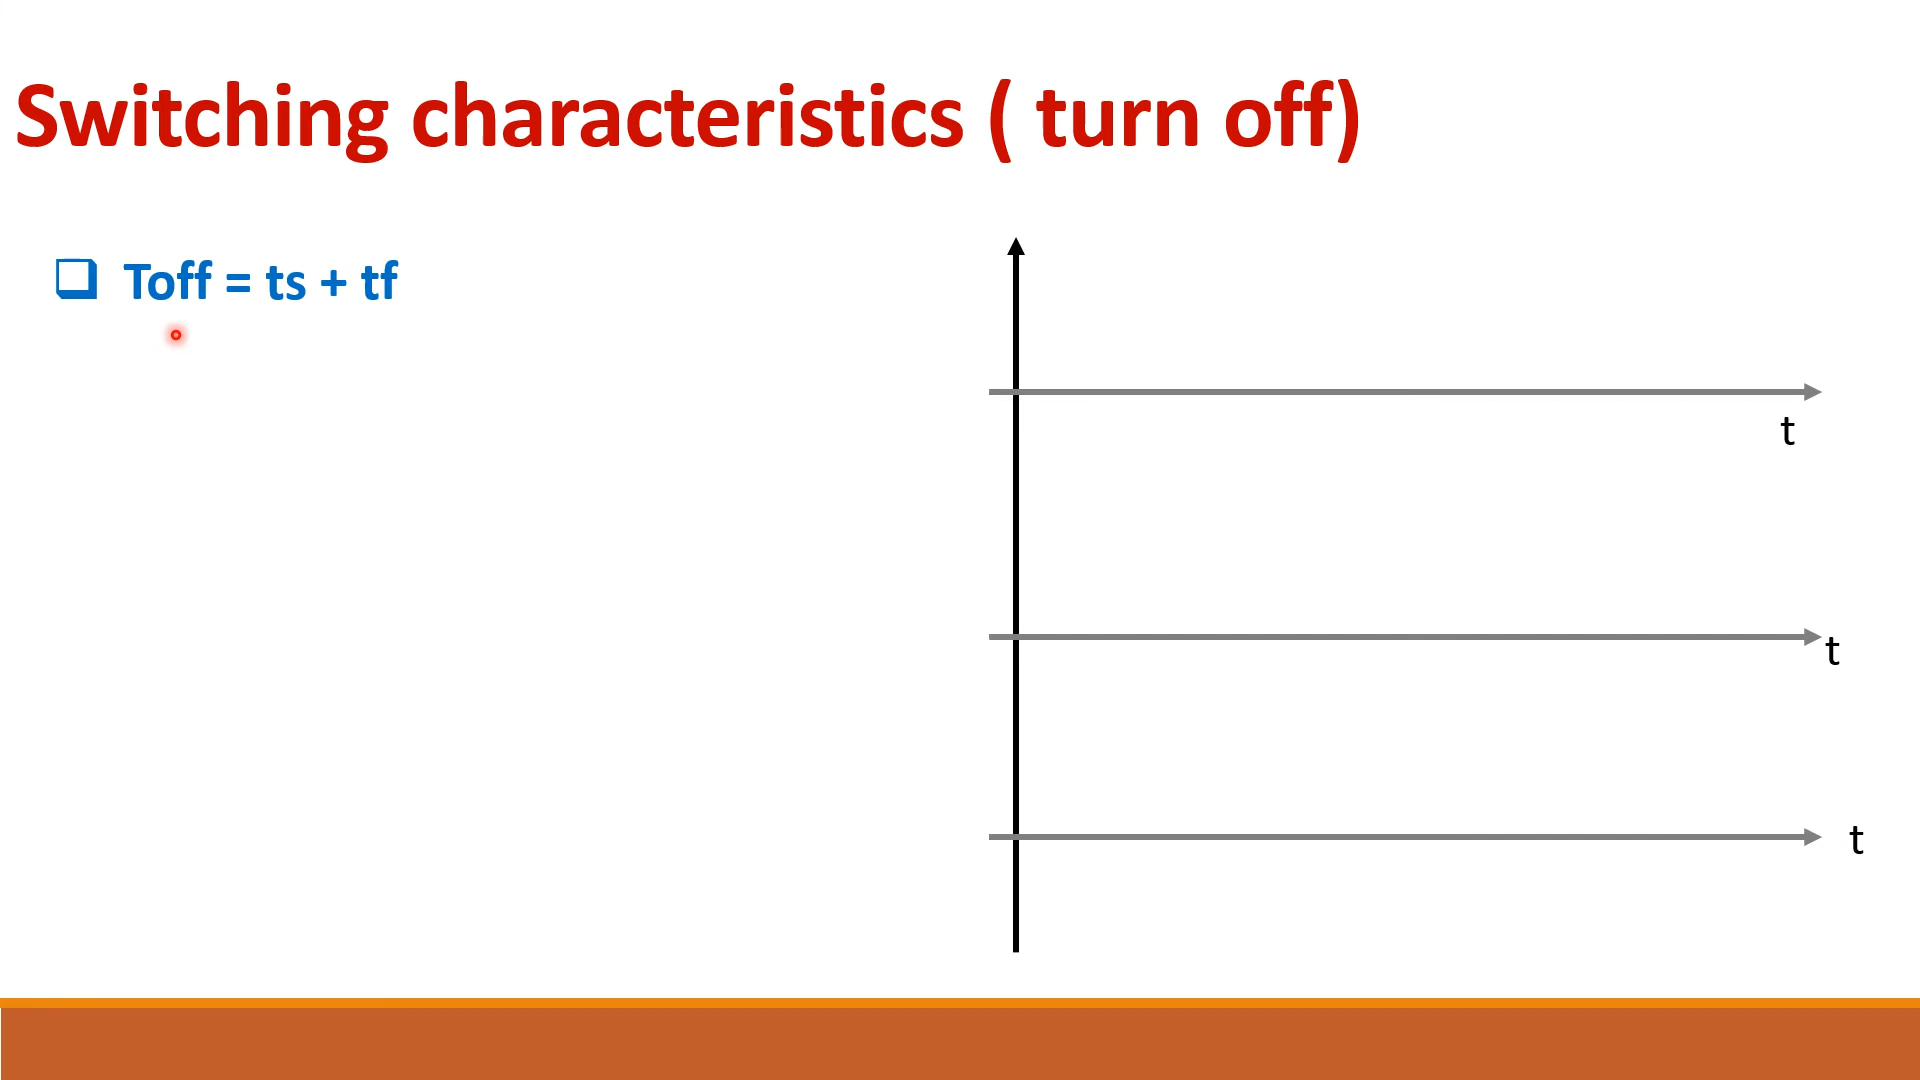 Switching characteristics ( turn off)
Toff = ts + tf
t
t
t